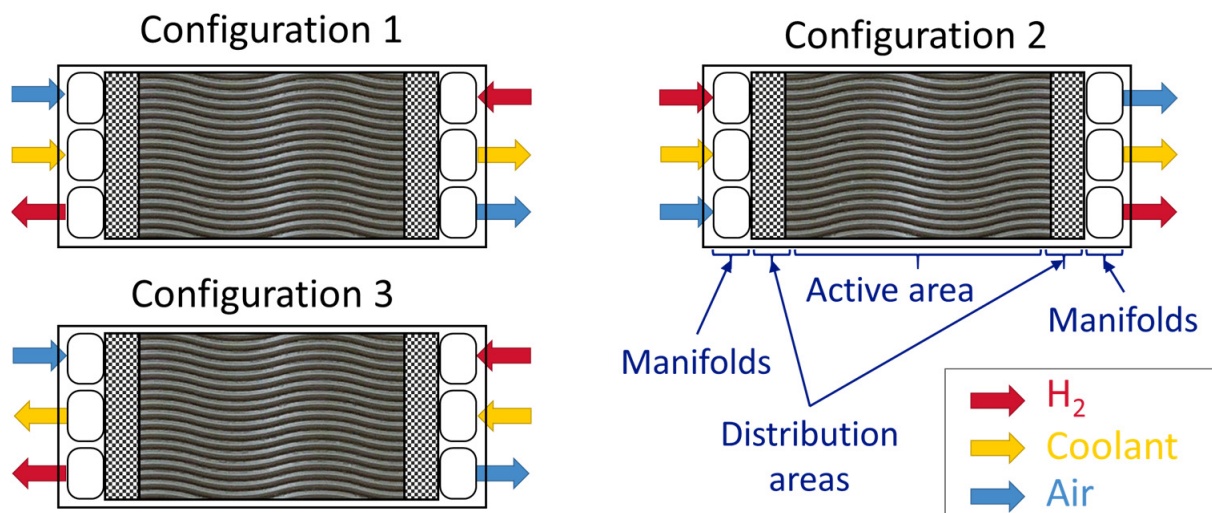 Configuration 1
Configuration 2
Configuration 3
Active area
Manifolds
Manifolds
Distribution
areas
H₂
Coolant
Air